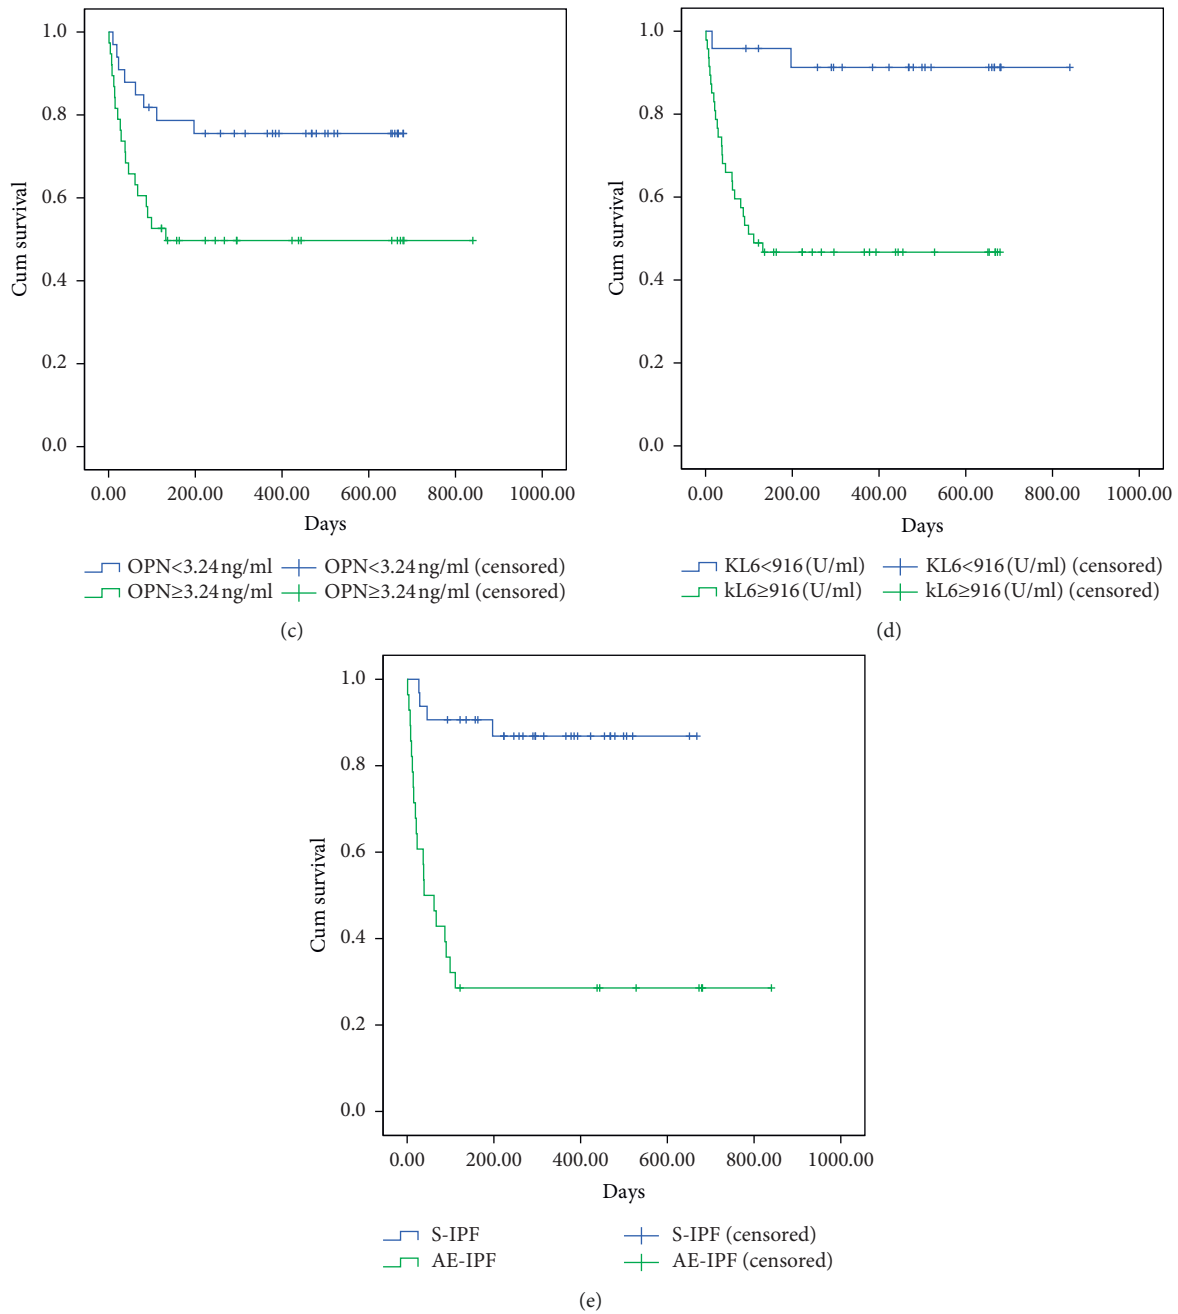 1.0
0.8
0.6
0.4
0.2
0.0
Cum survival
0.00 200.00 400.00 600.00 800.00 1000.00
Days
OPN<3.24 ng/ml OPN<3.24 ng/ml (censored)
OPN≥3.24 ng/ml OPN≥3.24 ng/ml (censored)
(c)
1.0
0.8
0.6
0.4
0.2
0.0
Cum survival
0.00 200.00 400.00 600.00 800.00 1000.00
Days
KL6<916 (U/ml) KL6<916 (U/ml) (censored)
kL6≥916 (U/ml) kL6≥916 (U/ml) (censored)
(d)
1.0
0.8
0.6
0.4
0.2
0.0
Cum survival
0.00 200.00 400.00 600.00 800.00 1000.00
Days
S-IPF S-IPF (censored)
AE-IPF AE-IPF (censored)
(e)